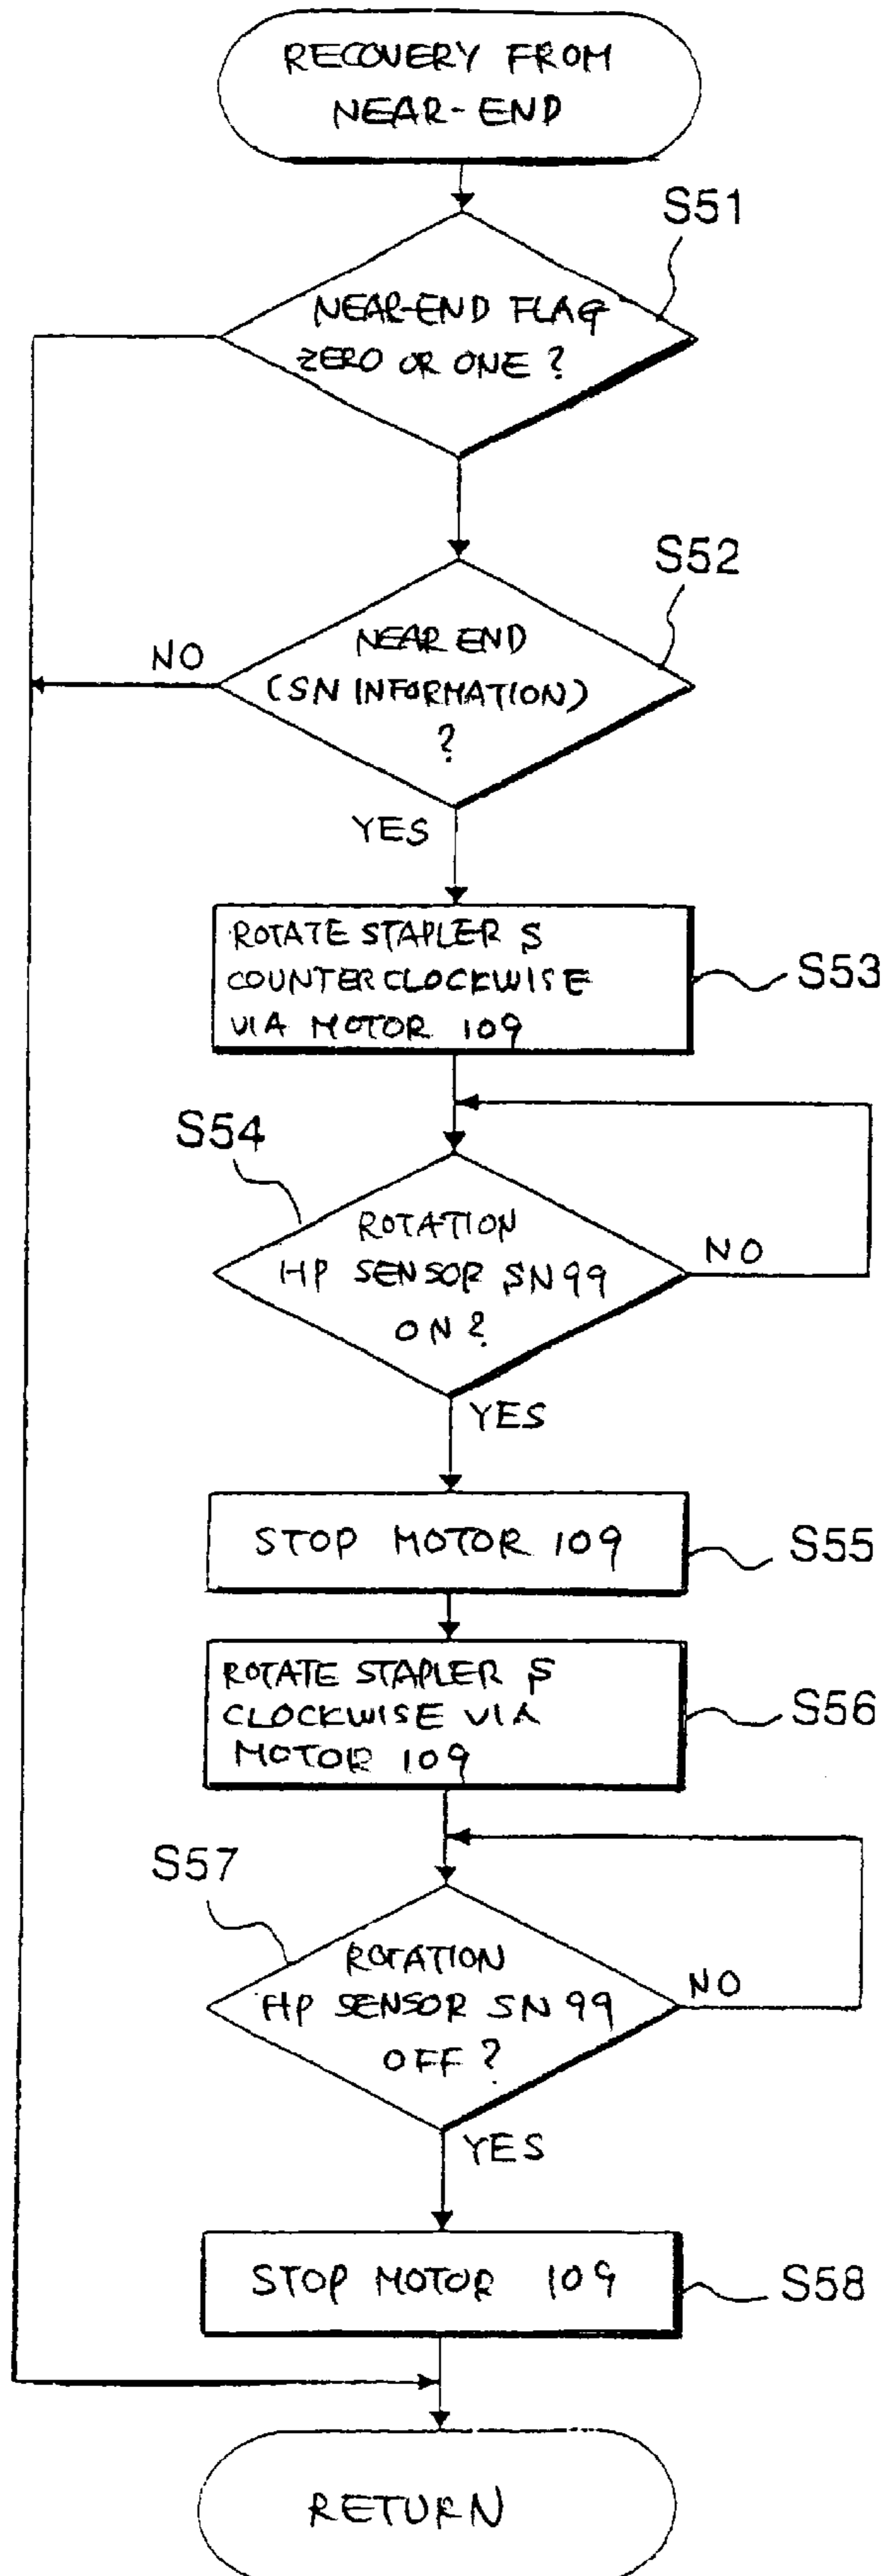 RECOVERY FROM
NEAR-END
S51
NEAR-END FLAG
ZERO OR ONE ?
S52
NEAR END
(SN INFORMATION)
?
NO
YES
ROTATE STAPLER S
COUNTERCLOCKWISE
VIA MOTOR 109
S53
S54
ROTATION
HP SENSOR SN99
ON?
NO
YES
STOP MOTOR 109
S55
ROTATE STAPLER S
CLOCKWISE VIA
MOTOR 109
S56
S57
ROTATION
HP SENSOR SN 99
OFF ?
NO
YES
STOP MOTOR 109
S58
RETURN